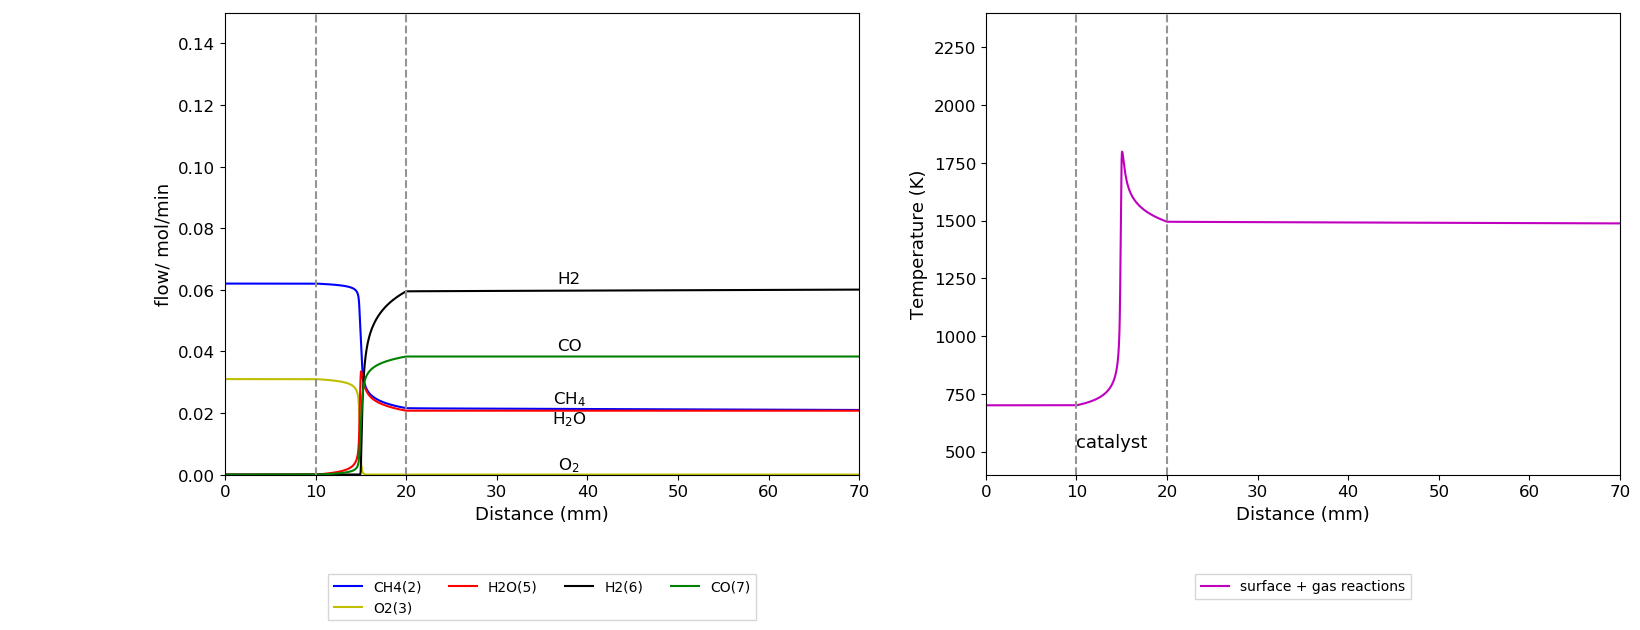 0.14
0.12
0.10
0.08
0.06
0.04
0.02
0.00
flow/ mol/min
H2
CO
CH₄
H₂O
O₂
0 10 20 30 40 50 60 70
Distance (mm)
CH4(2) H2O(5) H2(6) CO(7)
O2(3)
2250
2000
1750
1500
1250
1000
750
500
Temperature (K)
catalyst
0 10 20 30 40 50 60 70
Distance (mm)
surface + gas reactions